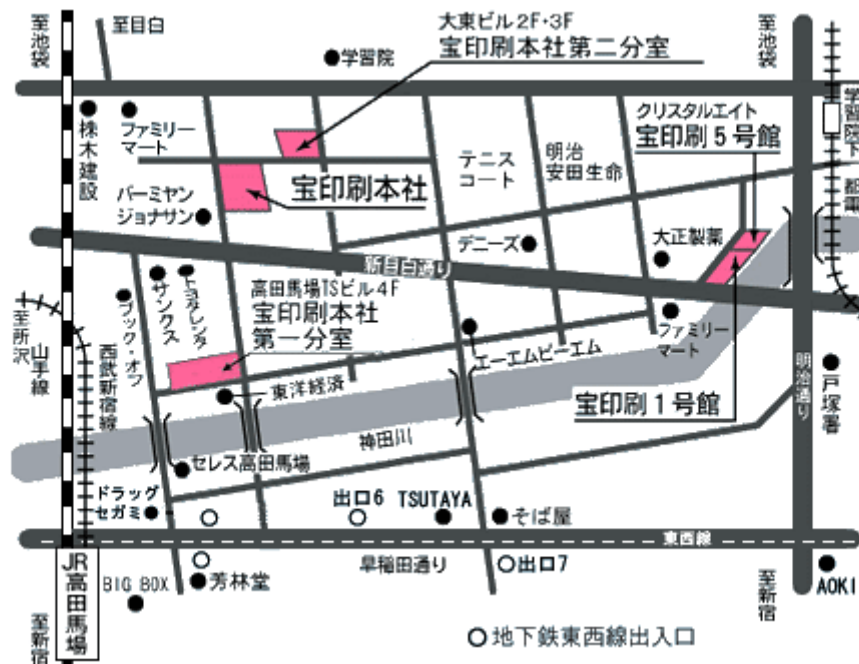 至池袋
至目白
学習院
大東ビル2F・3F
宝印刷本社第二分室
至池袋
学習院下
都電
株木建設
ファミリー
マート
クリスタルエイト
宝印刷5号館
テニス
コート
明治
安田生命
宝印刷本社
バーミヤン
ジョナサン
デニーズ
大正製薬
新目白通り
高田馬場TSビル4F
宝印刷本社
第一分室
サンクス
ブック・オフ
ファミリー
マート
至所沢
山手線
西武新宿線
エーエムピーエム
東洋経済
宝印刷1号館
明治通り
戸塚署
神田川
セレス高田馬場
ドラッグ
セガミ
出口6
TSUTAYA
そば屋
東西線
JR高田馬場
BIG BOX
芳林堂
早稲田通り
出口7
至新宿
AOKI
至新宿
地下鉄東西線出入口